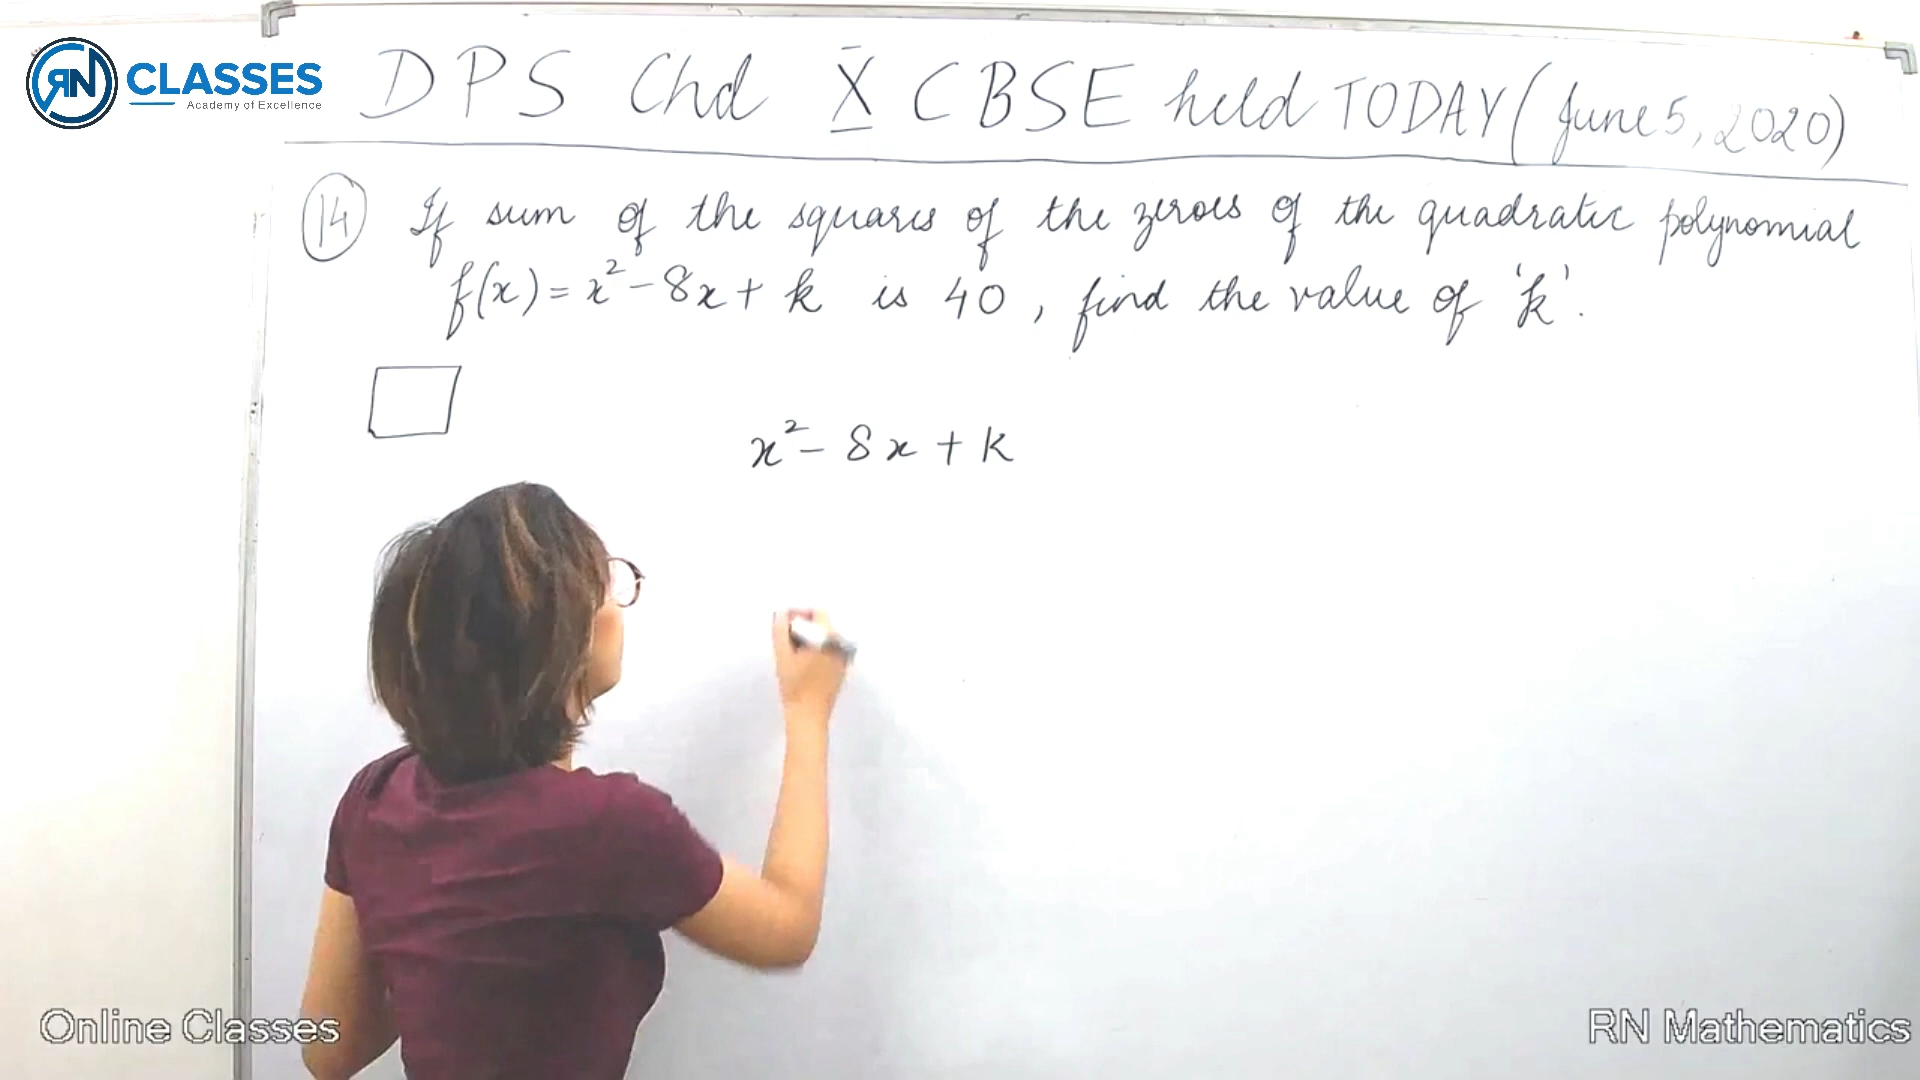 RN CLASSES
Academy of Excellence
DPS Chd X CBSE held TODAY (June 5, 2020)
14 If sum of the squares of the zeroes of the quadratic polynomial
f(x) = x² - 8x + k is 40, find the value of 'k'.
x² - 8x + k
Online Classes
RN Mathematics